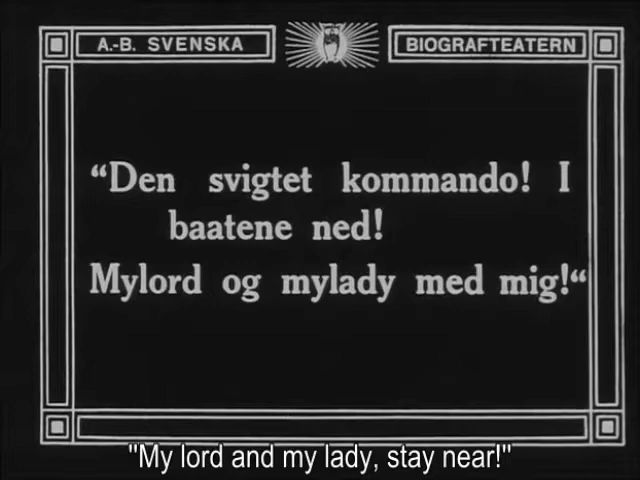 A.-B. SVENSKA BIOGRAFTEATERN
“Den svigtet kommando! I
baatene ned!
Mylord og mylady med mig!“
"My lord and my lady, stay near!"